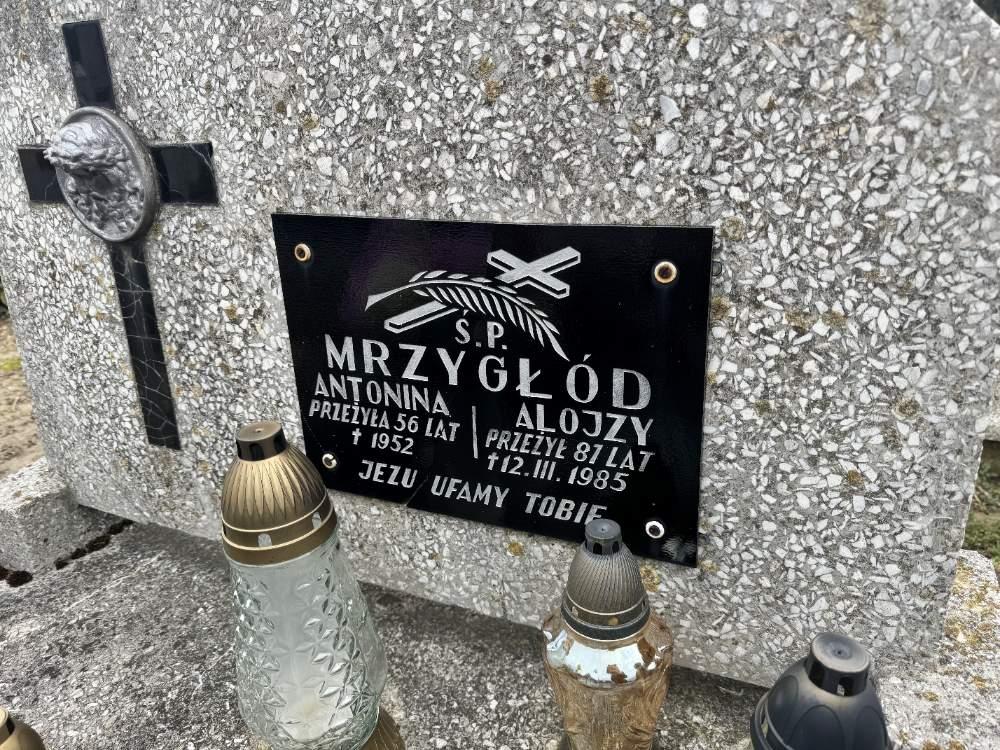 Ś.P.
MRZYGŁÓD
ANTONINA
PRZEŻYŁA 56 LAT
† 1952
ALOJZY
PRZEŻYŁ 87 LAT
† 12. III. 1985
JEZU UFAMY TOBIE